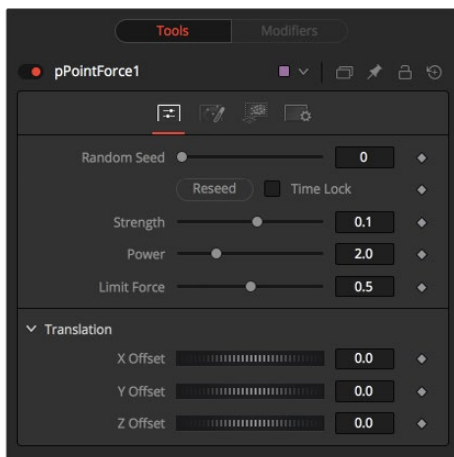 Tools Modifiers
pPointForce1
Random Seed 0
Reseed Time Lock
Strength 0.1
Power 2.0
Limit Force 0.5
Translation
X Offset 0.0
Y Offset 0.0
Z Offset 0.0